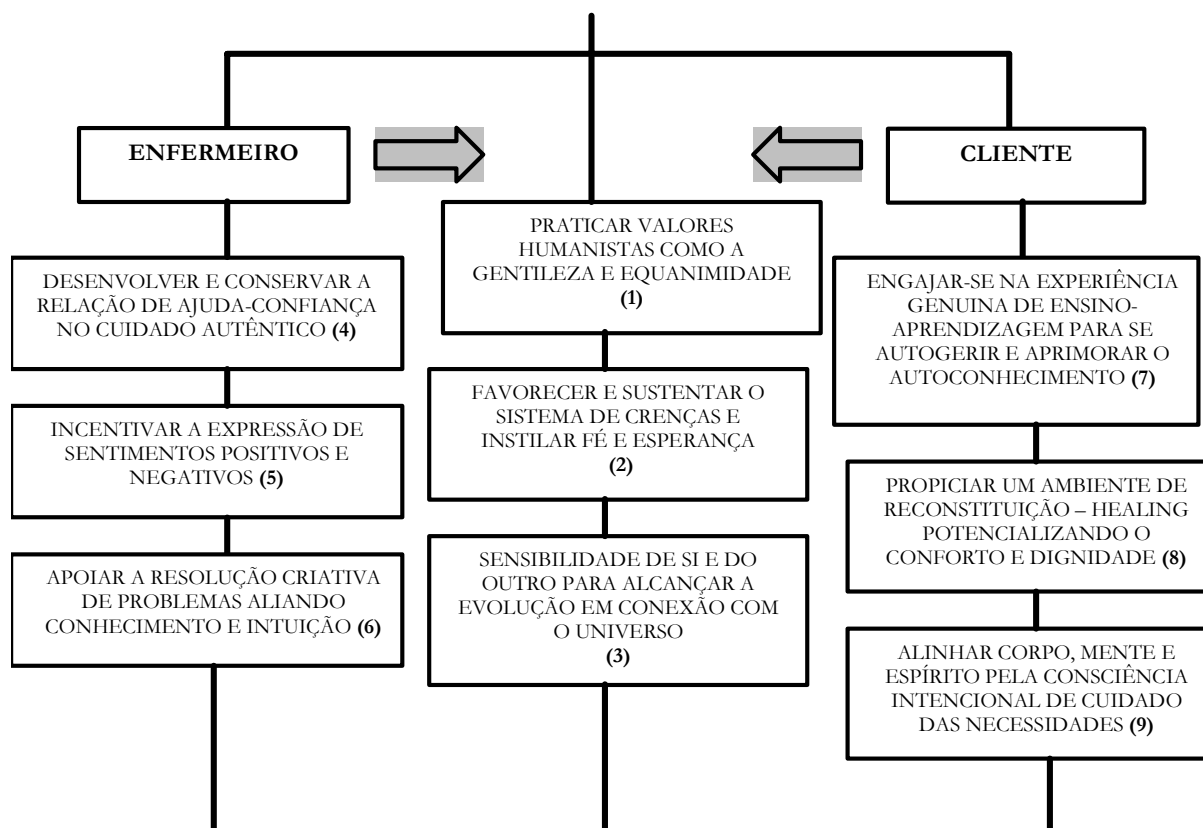 ENFERMEIRO
CLIENTE
DESENVOLVER E CONSERVAR A
RELAÇÃO DE AJUDA-CONFIANÇA
NO CUIDADO AUTÊNTICO (4)
INCENTIVAR A EXPRESSÃO DE
SENTIMENTOS POSITIVOS E
NEGATIVOS (5)
APOIAR A RESOLUÇÃO CRIATIVA
DE PROBLEMAS ALIANDO
CONHECIMENTO E INTUIÇÃO (6)
PRATICAR VALORES
HUMANISTAS COMO A
GENTILEZA E EQUANIMIDADE
(1)
FAVORECER E SUSTENTAR O
SISTEMA DE CRENÇAS E
INSTILAR FÉ E ESPERANÇA
(2)
SENSIBILIDADE DE SI E DO
OUTRO PARA ALCANÇAR A
EVOLUÇÃO EM CONEXÃO COM
O UNIVERSO
(3)
ENGAJAR-SE NA EXPERIÊNCIA
GENUINA DE ENSINO-
APRENDIZAGEM PARA SE
AUTOGERIR E APRIMORAR O
AUTOCONHECIMENTO (7)
PROPICIAR UM AMBIENTE DE
RECONSTITUIÇÃO – HEALING
POTENCIALIZANDO O
CONFORTO E DIGNIDADE (8)
ALINHAR CORPO, MENTE E
ESPÍRITO PELA CONSCIÊNCIA
INTENCIONAL DE CUIDADO
DAS NECESSIDADES (9)